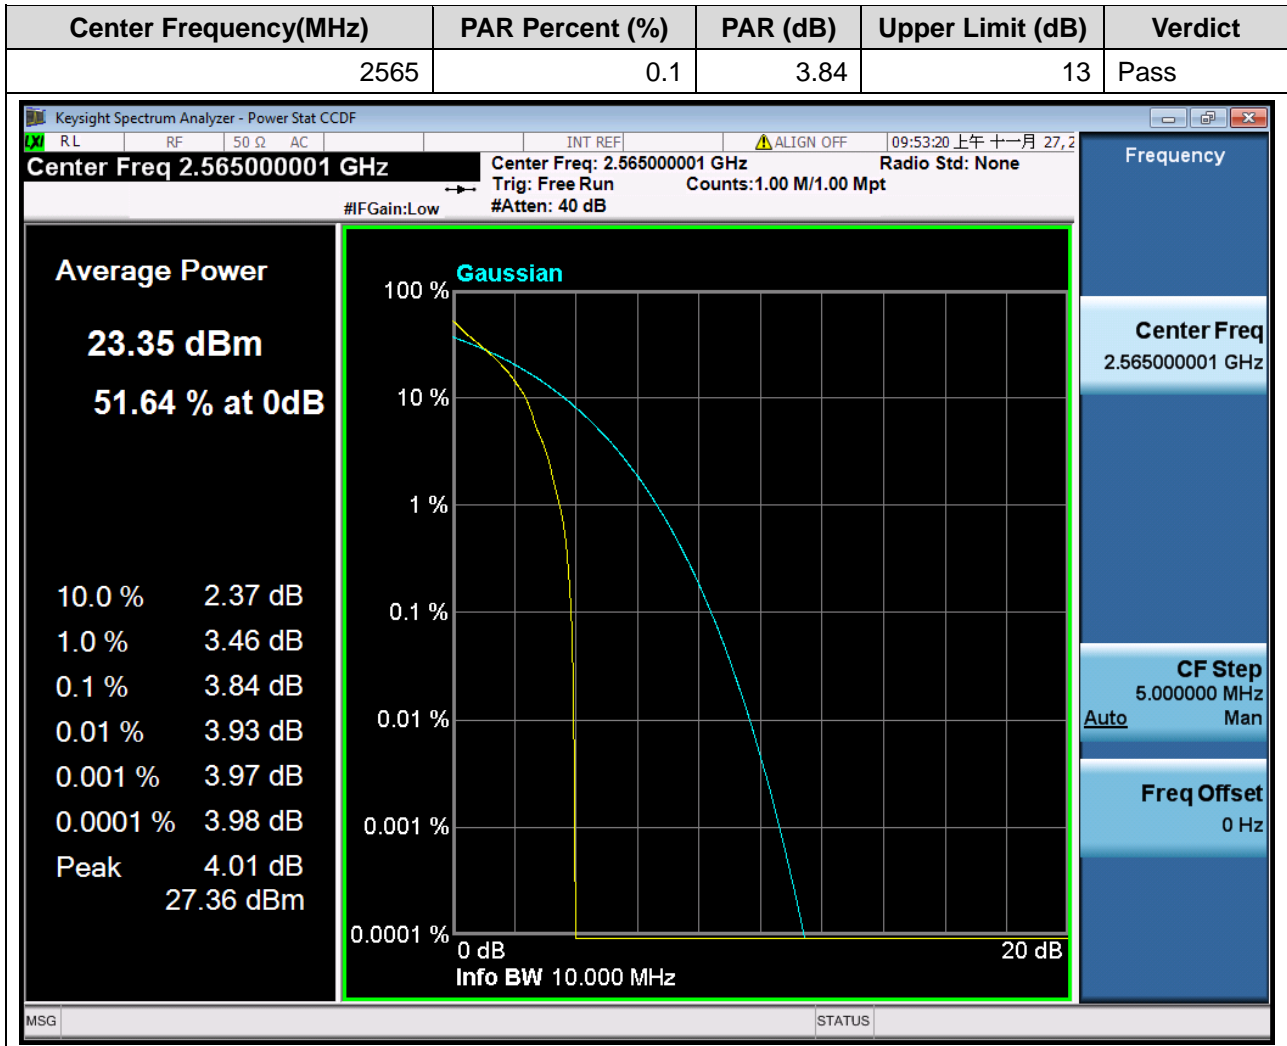 Center Frequency(MHz) PAR Percent (%) PAR (dB) Upper Limit (dB) Verdict
2565 0.1 3.84 13 Pass
Keysight Spectrum Analyzer - Power Stat CCDF
LXI RL RF 50 Ω AC INT REF ALIGN OFF 09:53:20 上午 十一月 27, 2
Center Freq 2.565000001 GHz
Center Freq: 2.565000001 GHz Radio Std: None
Trig: Free Run Counts:1.00 M/1.00 Mpt
#IFGain:Low #Atten: 40 dB
Average Power
23.35 dBm
51.64 % at 0dB
10.0 % 2.37 dB
1.0 % 3.46 dB
0.1 % 3.84 dB
0.01 % 3.93 dB
0.001 % 3.97 dB
0.0001 % 3.98 dB
Peak 4.01 dB
27.36 dBm
Gaussian
100 %
10 %
1 %
0.1 %
0.01 %
0.001 %
0.0001 %
0 dB 20 dB
Info BW 10.000 MHz
Frequency
Center Freq
2.565000001 GHz
CF Step
5.000000 MHz
Auto Man
Freq Offset
0 Hz
MSG STATUS